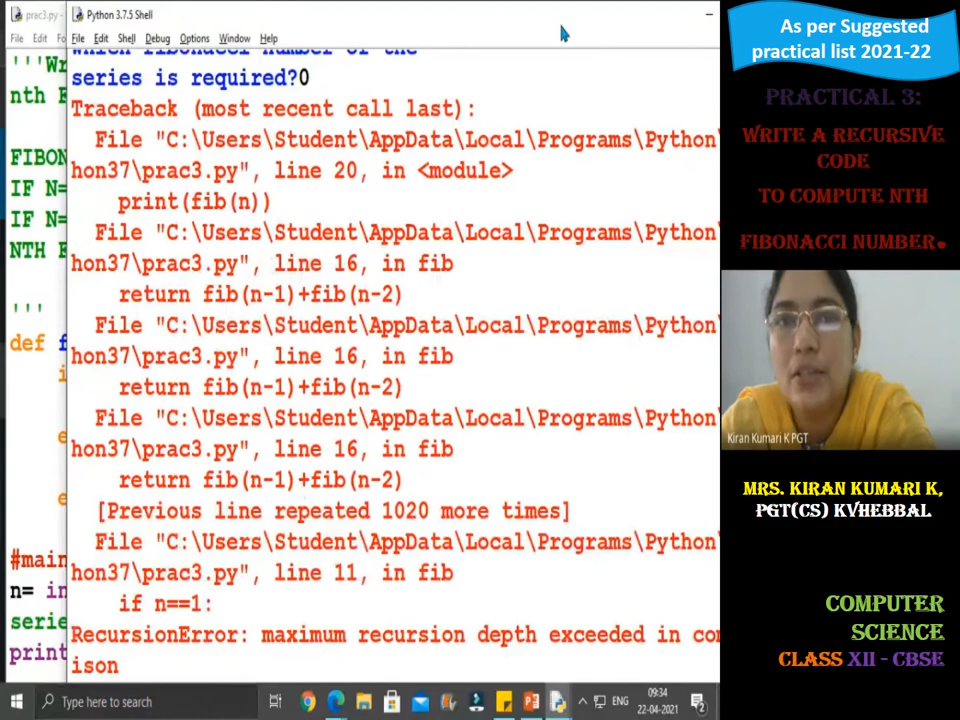 prac3.py -
Python 3.7.5 Shell
File Edit Fo
File Edit Shell Debug Options Window Help
'''Wr
nth F
FIBON
IF N=
IF N=
NTH F
'''
def f
i
e
e
#main
n= in
serie
print
which fibonacci number of the
series is required?0
Traceback (most recent call last):
File "C:\Users\Student\AppData\Local\Programs\Python
hon37\prac3.py", line 20, in <module>
print(fib(n))
File "C:\Users\Student\AppData\Local\Programs\Python
hon37\prac3.py", line 16, in fib
return fib(n-1)+fib(n-2)
File "C:\Users\Student\AppData\Local\Programs\Python
hon37\prac3.py", line 16, in fib
return fib(n-1)+fib(n-2)
File "C:\Users\Student\AppData\Local\Programs\Python
hon37\prac3.py", line 16, in fib
return fib(n-1)+fib(n-2)
[Previous line repeated 1020 more times]
File "C:\Users\Student\AppData\Local\Programs\Python
hon37\prac3.py", line 11, in fib
if n==1:
RecursionError: maximum recursion depth exceeded in com
ison
Type here to search
ENG
09:34
22-04-2021
2
As per Suggested
practical list 2021-22
PRACTICAL 3:
WRITE A RECURSIVE
CODE
TO COMPUTE NTH
FIBONACCI NUMBER.
Kiran Kumari K PGT
MRS. KIRAN KUMARI K,
PGT(CS) KVHEBBAL
COMPUTER
SCIENCE
CLASS XII - CBSE